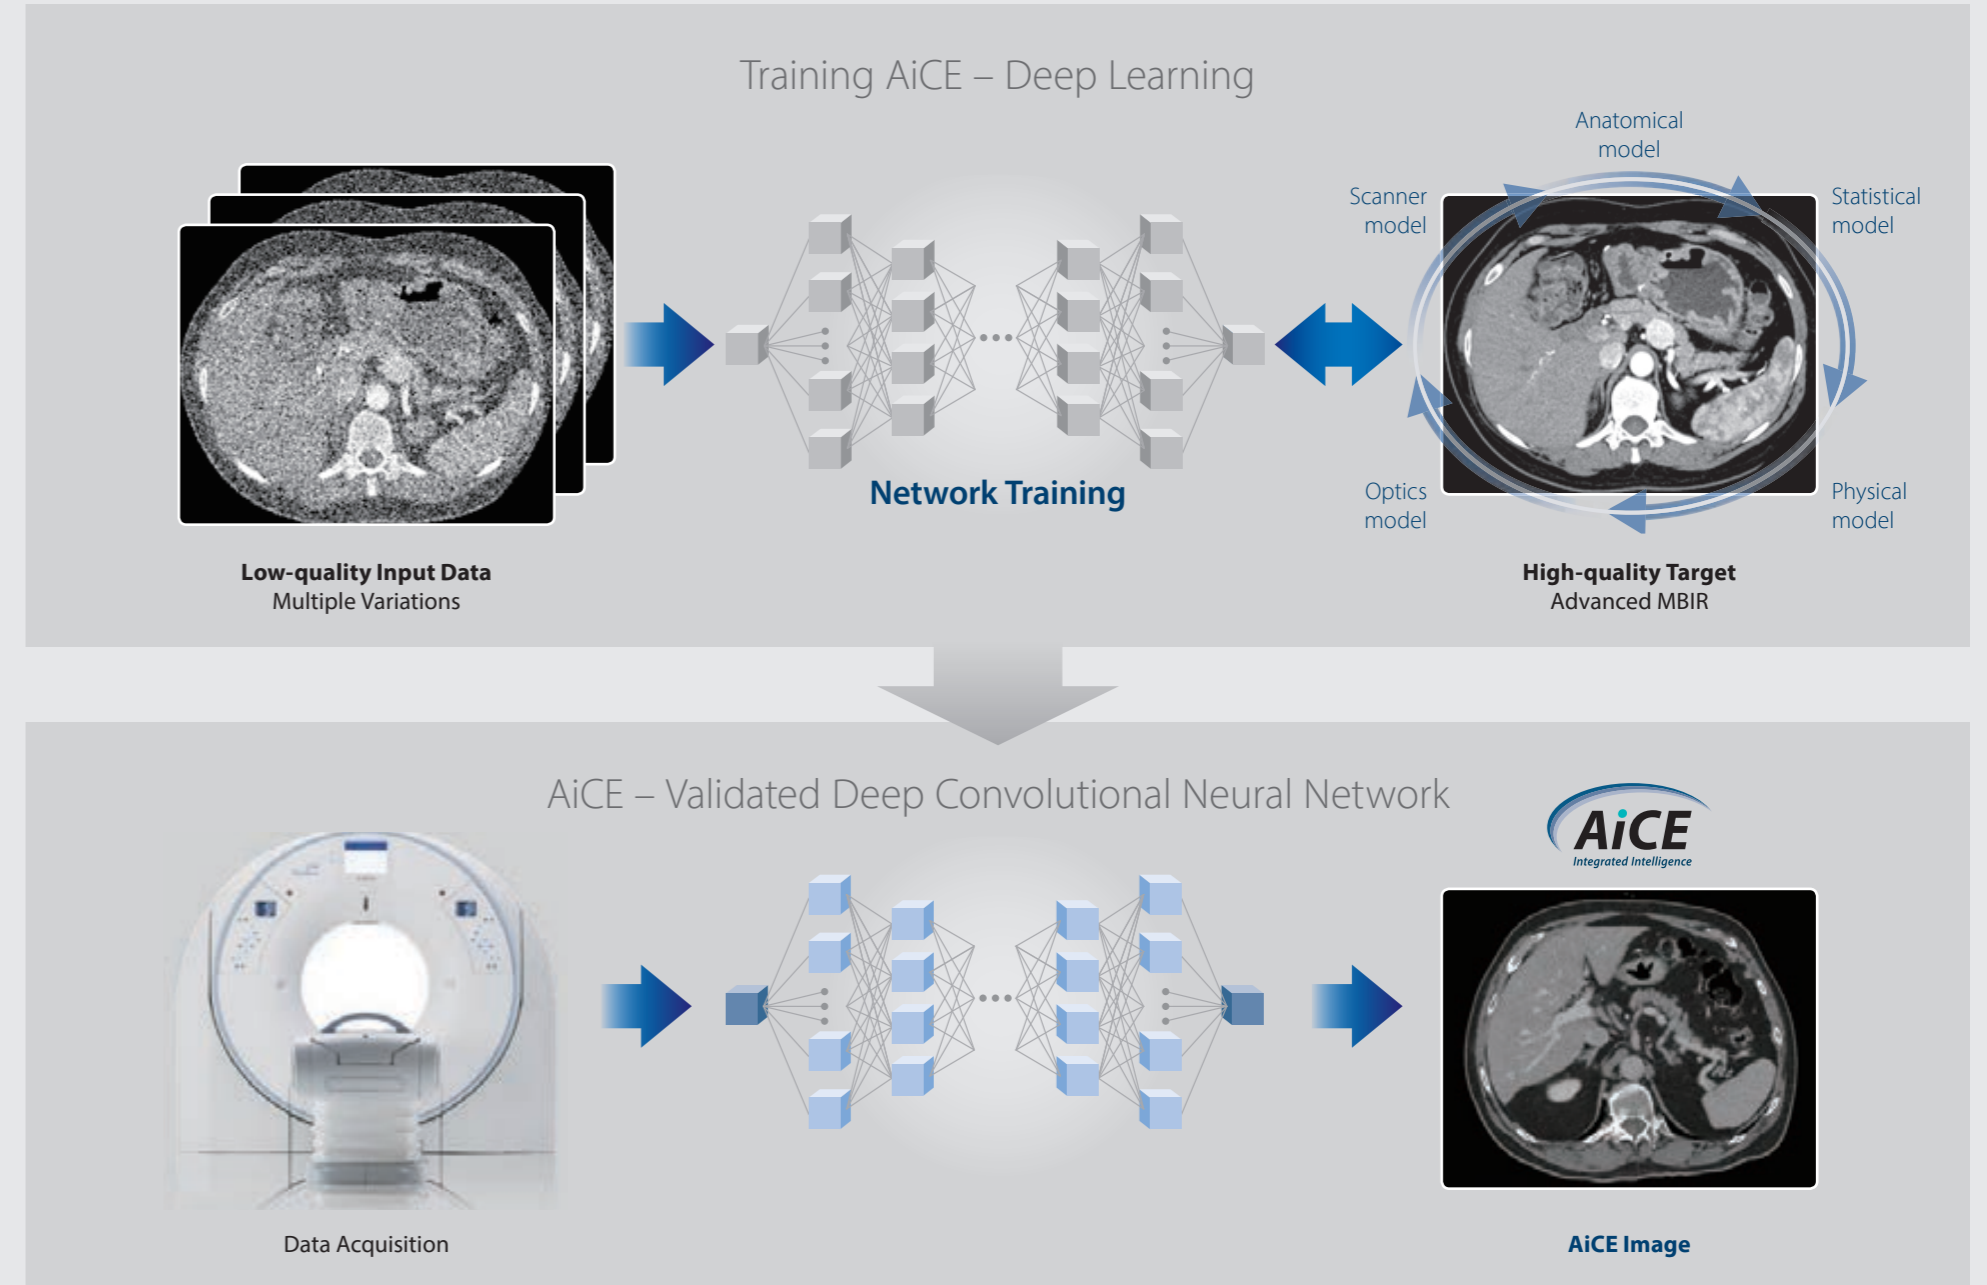 Training AiCE – Deep Learning
Anatomical
model
Scanner
model
Statistical
model
Optics
model
Physical
model
Network Training
Low-quality Input Data
Multiple Variations
High-quality Target
Advanced MBIR
AiCE – Validated Deep Convolutional Neural Network
AiCE
Integrated Intelligence
Data Acquisition
AiCE Image